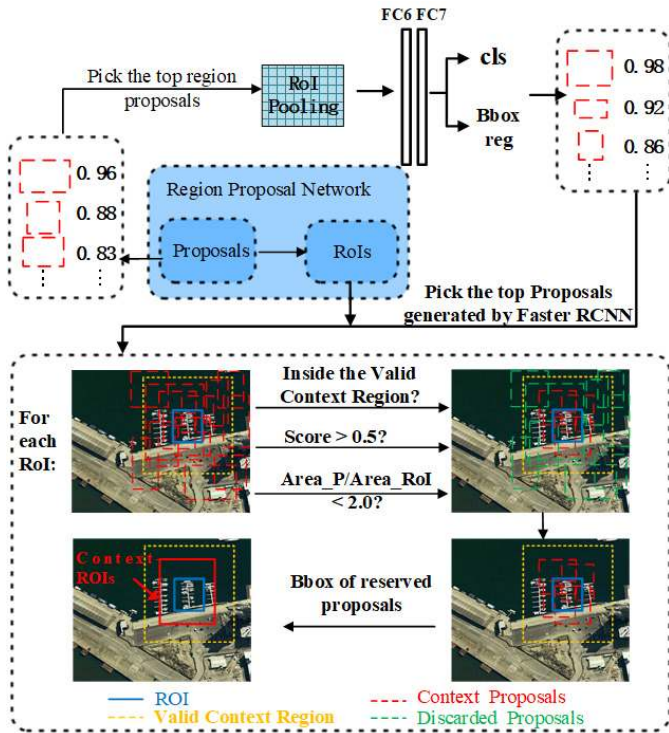 FC6 FC7
Pick the top region
proposals
RoI
Pooling
cls
Bbox
reg
0.98
0.92
0.86
0.96
0.88
0.83
Region Proposal Network
Proposals
RoIs
Pick the top Proposals
generated by Faster RCNN
For
each
RoI:
Inside the Valid
Context Region?
Score > 0.5?
Area_P/Area_RoI
< 2.0?
Context
ROIs
Bbox of reserved
proposals
ROI
Context Proposals
Valid Context Region
Discarded Proposals